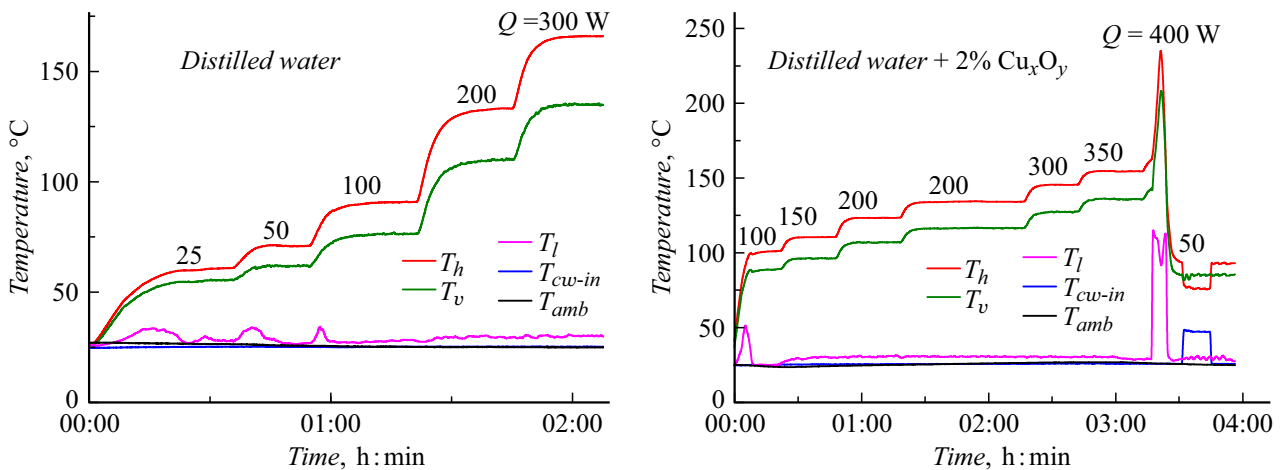 Q =300 W
Distilled water
200
100
50
25
T_h
T_v
T_l
T_cw-in
T_amb
150
100
50
0
Temperature, °C
00:00
01:00
02:00
Time, h:min
Q = 400 W
Distilled water + 2% Cu_xO_y
100
150
200
200
300
350
50
T_h
T_v
T_l
T_cw-in
T_amb
250
200
150
100
50
0
Temperature, °C
00:00
01:00
02:00
03:00
04:00
Time, h:min